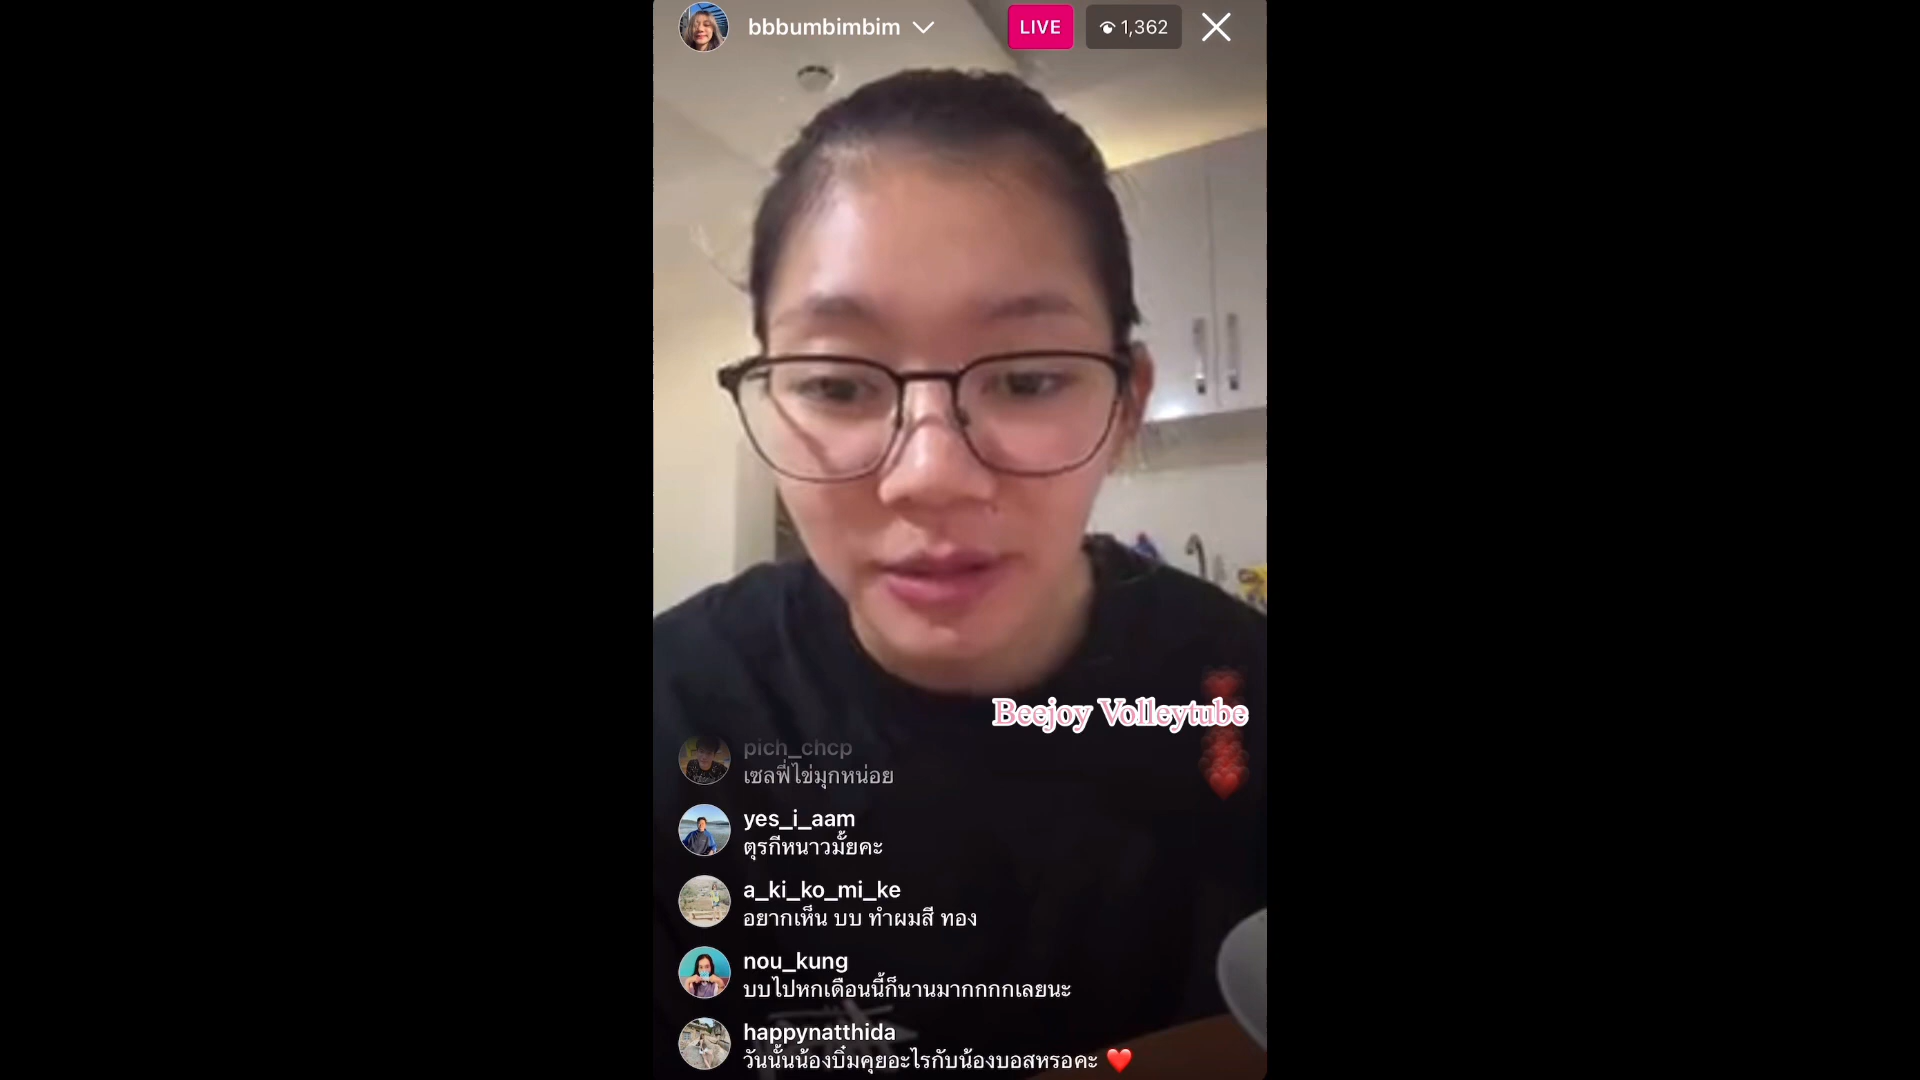 bbbumbimbim
LIVE
1,362
Beejoy Volleytube
pich_chcp
เซลฟี่ไข่มุกหน่อย
yes_i_aam
ตุรกีหนาวมั้ยคะ
a_ki_ko_mi_ke
อยากเห็น บบ ทำผมสี ทอง
nou_kung
บบไปหกเดือนนี้ก็นานมากกกกเลยนะ
happynatthida
วันนั้นน้องบิ๋มคุยอะไรกับน้องบอสหรอคะ ❤️